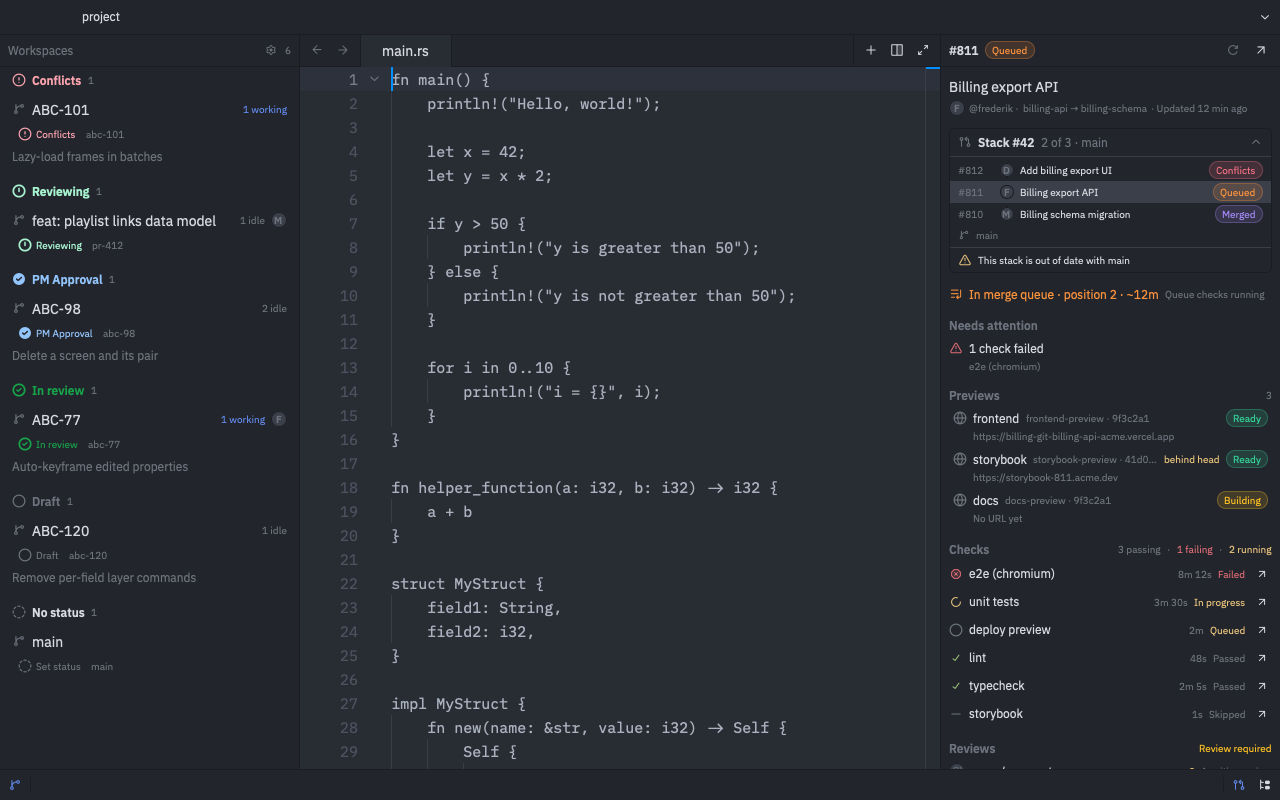 project
Workspaces 6
Conflicts 1
ABC-101 1 working
Conflicts abc-101
Lazy-load frames in batches
Reviewing 1
feat: playlist links data model 1 idle M
Reviewing pr-412
PM Approval 1
ABC-98 2 idle
PM Approval abc-98
Delete a screen and its pair
In review 1
ABC-77 1 working F
In review abc-77
Auto-keyframe edited properties
Draft 1
ABC-120 1 idle
Draft abc-120
Remove per-field layer commands
No status 1
main
Set status main
main.rs
1 fn main() {
2 println!("Hello, world!");
3
4 let x = 42;
5 let y = x * 2;
6
7 if y > 50 {
8 println!("y is greater than 50");
9 } else {
10 println!("y is not greater than 50");
11 }
12
13 for i in 0..10 {
14 println!("i = {}", i);
15 }
16 }
17
18 fn helper_function(a: i32, b: i32) -> i32 {
19 a + b
20 }
21
22 struct MyStruct {
23 field1: String,
24 field2: i32,
25 }
26
27 impl MyStruct {
28 fn new(name: &str, value: i32) -> Self {
29 Self {
#811 Queued
Billing export API
F @frederik · billing-api → billing-schema · Updated 12 min ago
Stack #42 2 of 3 · main
#812 D Add billing export UI Conflicts
#811 F Billing export API Queued
#810 M Billing schema migration Merged
main
This stack is out of date with main
In merge queue · position 2 · ~12m Queue checks running
Needs attention
1 check failed
e2e (chromium)
Previews 3
frontend frontend-preview · 9f3c2a1 Ready
https://billing-git-billing-api-acme.vercel.app
storybook storybook-preview · 41d0… behind head Ready
https://storybook-811.acme.dev
docs docs-preview · 9f3c2a1 Building
No URL yet
Checks 3 passing · 1 failing · 2 running
e2e (chromium) 8m 12s Failed
unit tests 3m 30s In progress
deploy preview 2m Queued
lint 48s Passed
typecheck 2m 5s Passed
storybook 1s Skipped
Reviews Review required